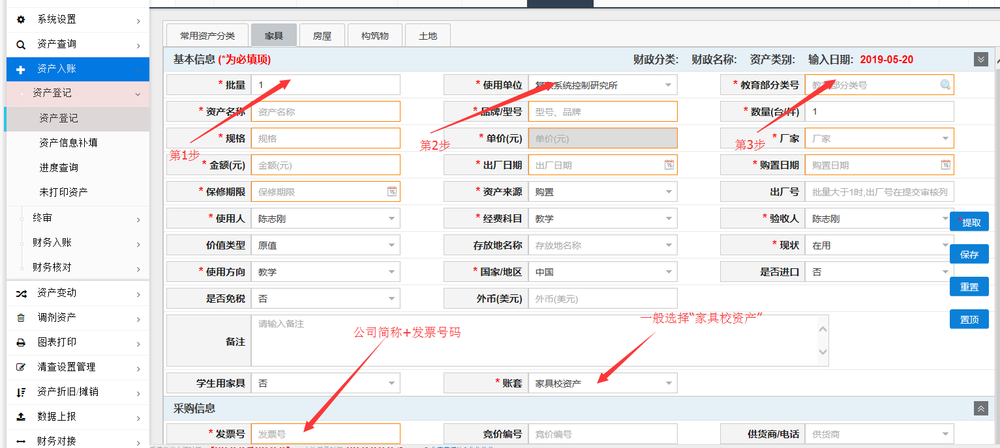 系统设置
资产查询
资产入账
资产登记
资产登记
资产信息补填
进度查询
未打印资产
终审
财务入账
财务核对
资产变动
调剂资产
图表打印
清查设置管理
资产折旧/摊销
数据上报
财务对接
常用资产分类 家具 房屋 构筑物 土地
基本信息 (*为必填项) 财政分类: 财政名称: 资产类别: 输入日期: 2019-05-20
* 批量 1 * 使用单位 系统控制研究所 * 教育部分类号 教育部分类号
* 资产名称 资产名称 * 品牌/型号 型号、品牌 * 数量(台/件) 1
* 规格 规格 * 单价(元) 单价(元) * 厂家 厂家
第1步 第2步 第3步
* 金额(元) 金额(元) * 出厂日期 出厂日期 * 购置日期 购置日期
* 保修期限 保修期限 * 资产来源 购置 出厂号 批量大于1时,出厂号在提交审核列
* 使用人 陈志刚 * 经费科目 教学 * 验收人 陈志刚
价值类型 原值 存放地名称 存放地名称 * 现状 在用
* 使用方向 教学 * 国家/地区 中国 是否进口 否
是否免税 否 外币(美元) 外币(美元)
备注 请输入备注
公司简称+发票号码 一般选择“家具校资产”
学生用家具 否 * 账套 家具校资产
采购信息
* 发票号 发票号 竞价编号 竞价编号 供货商/电话 供货商
*提取
保存
重置
置顶